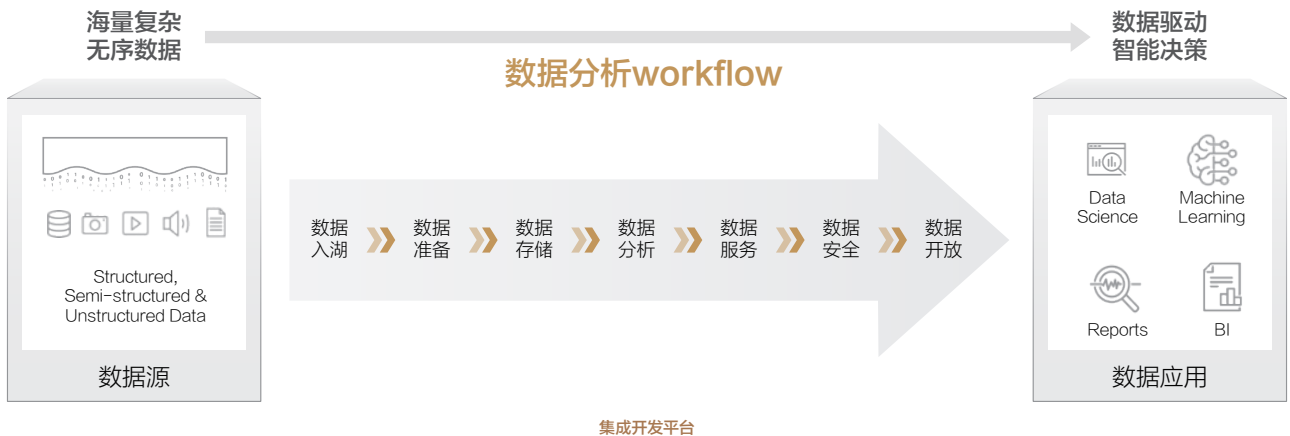 海量复杂
无序数据
数据驱动
智能决策
数据分析workflow
Structured,
Semi-structured &
Unstructured Data
数据源
数据
入湖
数据
准备
数据
存储
数据
分析
数据
服务
数据
安全
数据
开放
Data
Science
Machine
Learning
Reports
BI
数据应用
集成开发平台